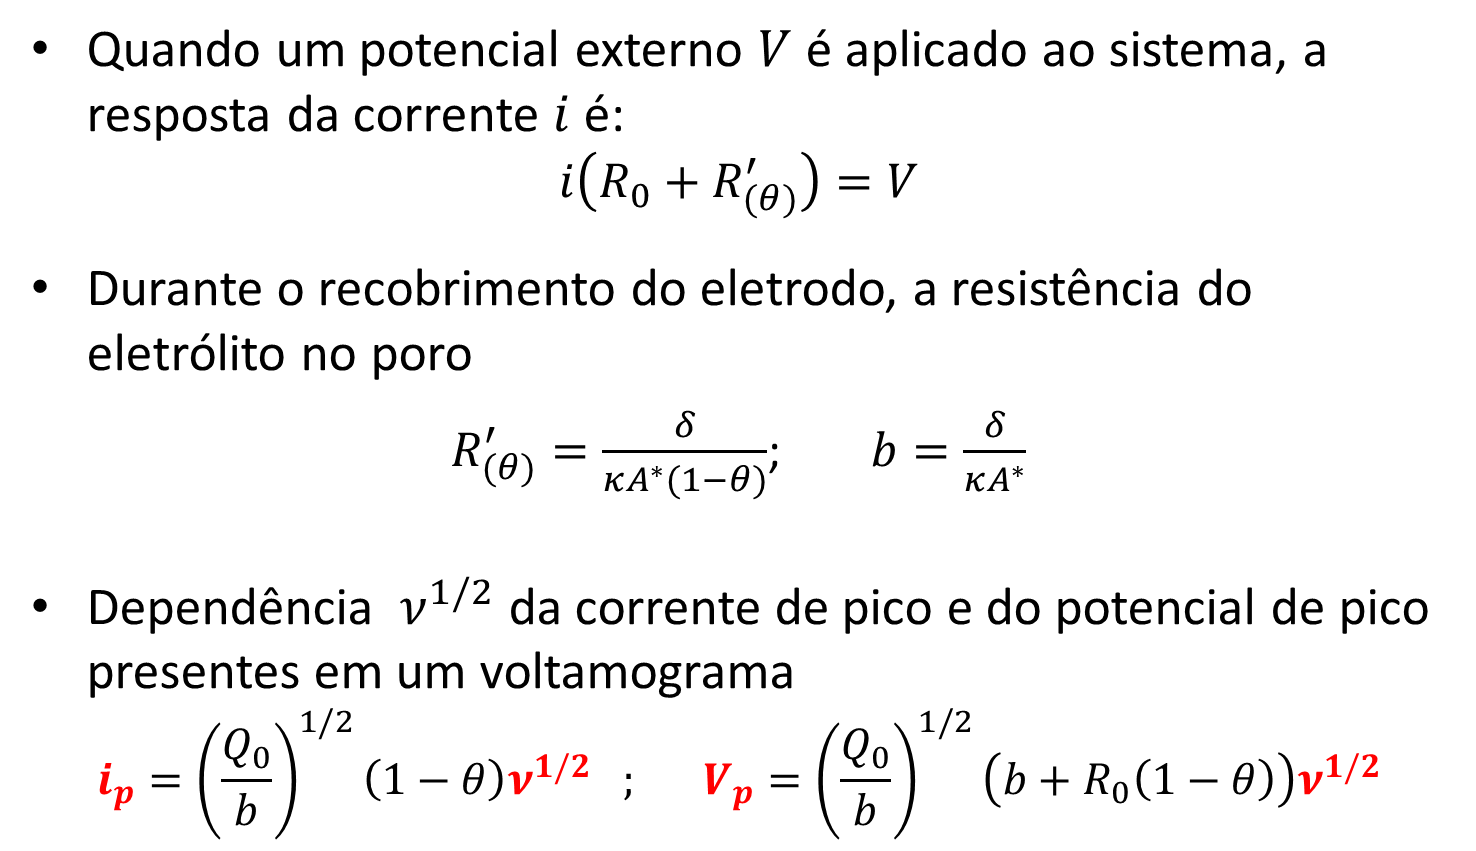 • Quando um potencial externo V é aplicado ao sistema, a
resposta da corrente i é:
i(R₀ + R′₍θ₎) = V
• Durante o recobrimento do eletrodo, a resistência do
eletrólito no poro
R′₍θ₎ = δ/(κA*(1−θ)); b = δ/(κA*)
• Dependência ν^{1/2} da corrente de pico e do potencial de pico
presentes em um voltamograma
i_p = (Q₀/b)^{1/2} (1 − θ)ν^{1/2} ; V_p = (Q₀/b)^{1/2} (b + R₀(1 − θ))ν^{1/2}